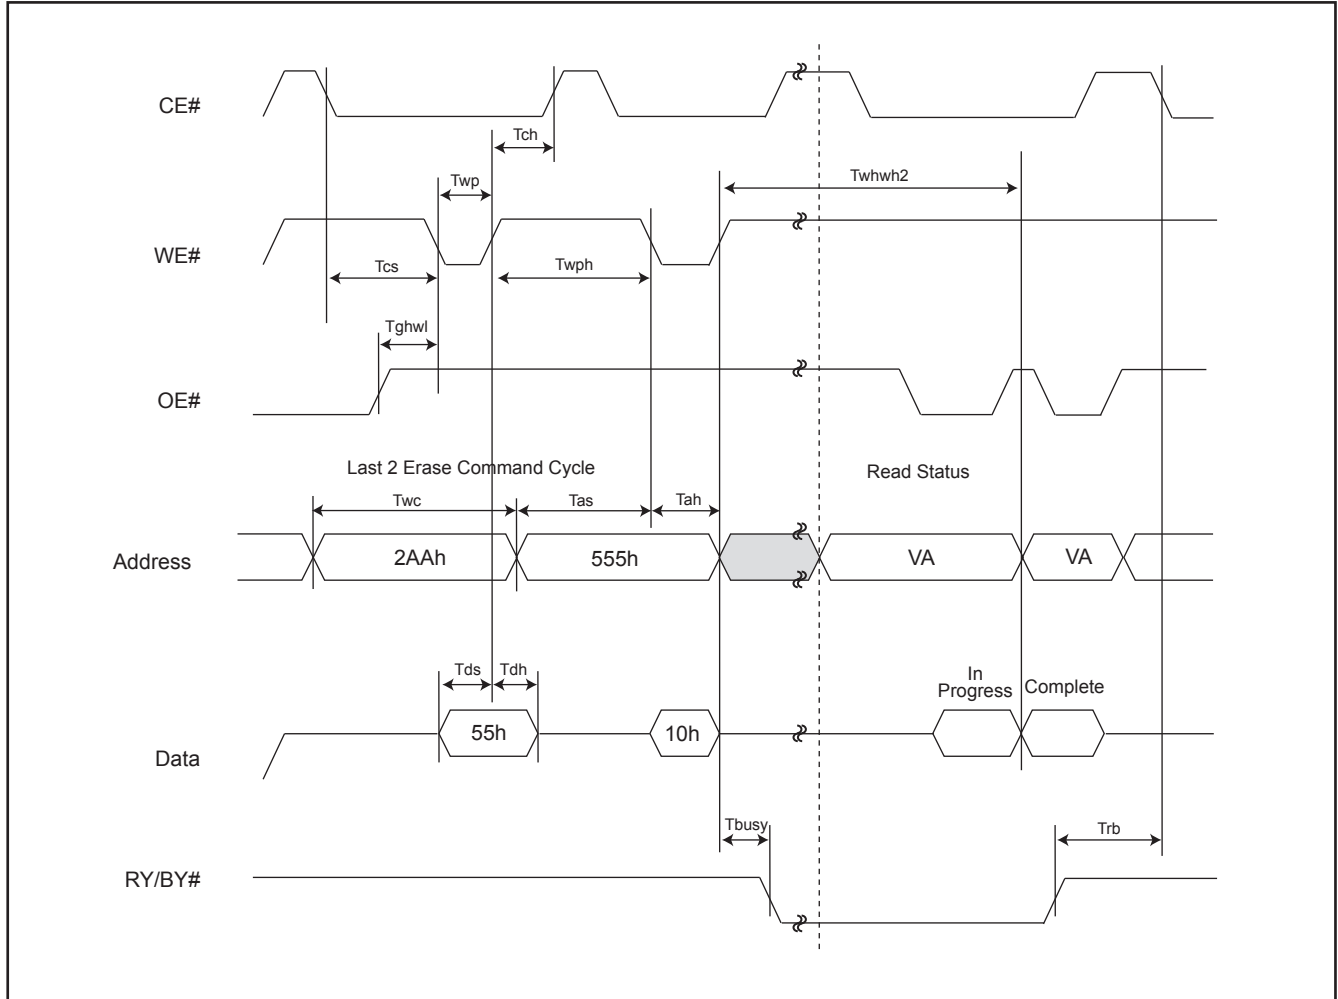 CE#
Tch
Twp
Twhwh2
WE#
Tcs
Twph
Tghwl
OE#
Last 2 Erase Command Cycle
Read Status
Twc
Tas
Tah
Address
2AAh
555h
VA
VA
Tds
Tdh
In
Progress
Complete
55h
10h
Data
Tbusy
Trb
RY/BY#